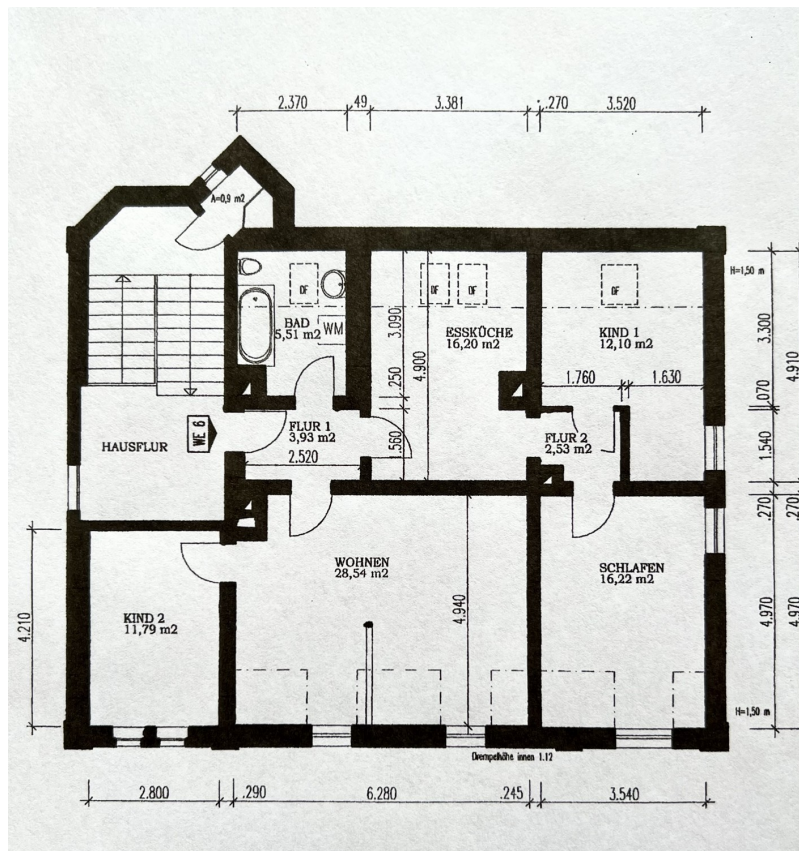 2.370 49 3.381 .270 3.520
A=0,9 m2
H=1,50 m
DF
DF
DF
DF
BAD
5,51 m2
WM
3.090
4.900
.250
1.560
ESSKÜCHE
16,20 m2
KIND 1
12,10 m2
1.760
1.630
3.300
4.910
.070
1.540
HAUSFLUR
WE 6
FLUR 1
3,93 m2
2.520
FLUR 2
2,53 m2
.270
.270
WOHNEN
28,54 m2
SCHLAFEN
16,22 m2
KIND 2
11,79 m2
4.210
4.940
4.970
4.970
H=1,50 m
Drempelhöhe innen 1.12
2.800 .290 6.280 .245 3.540